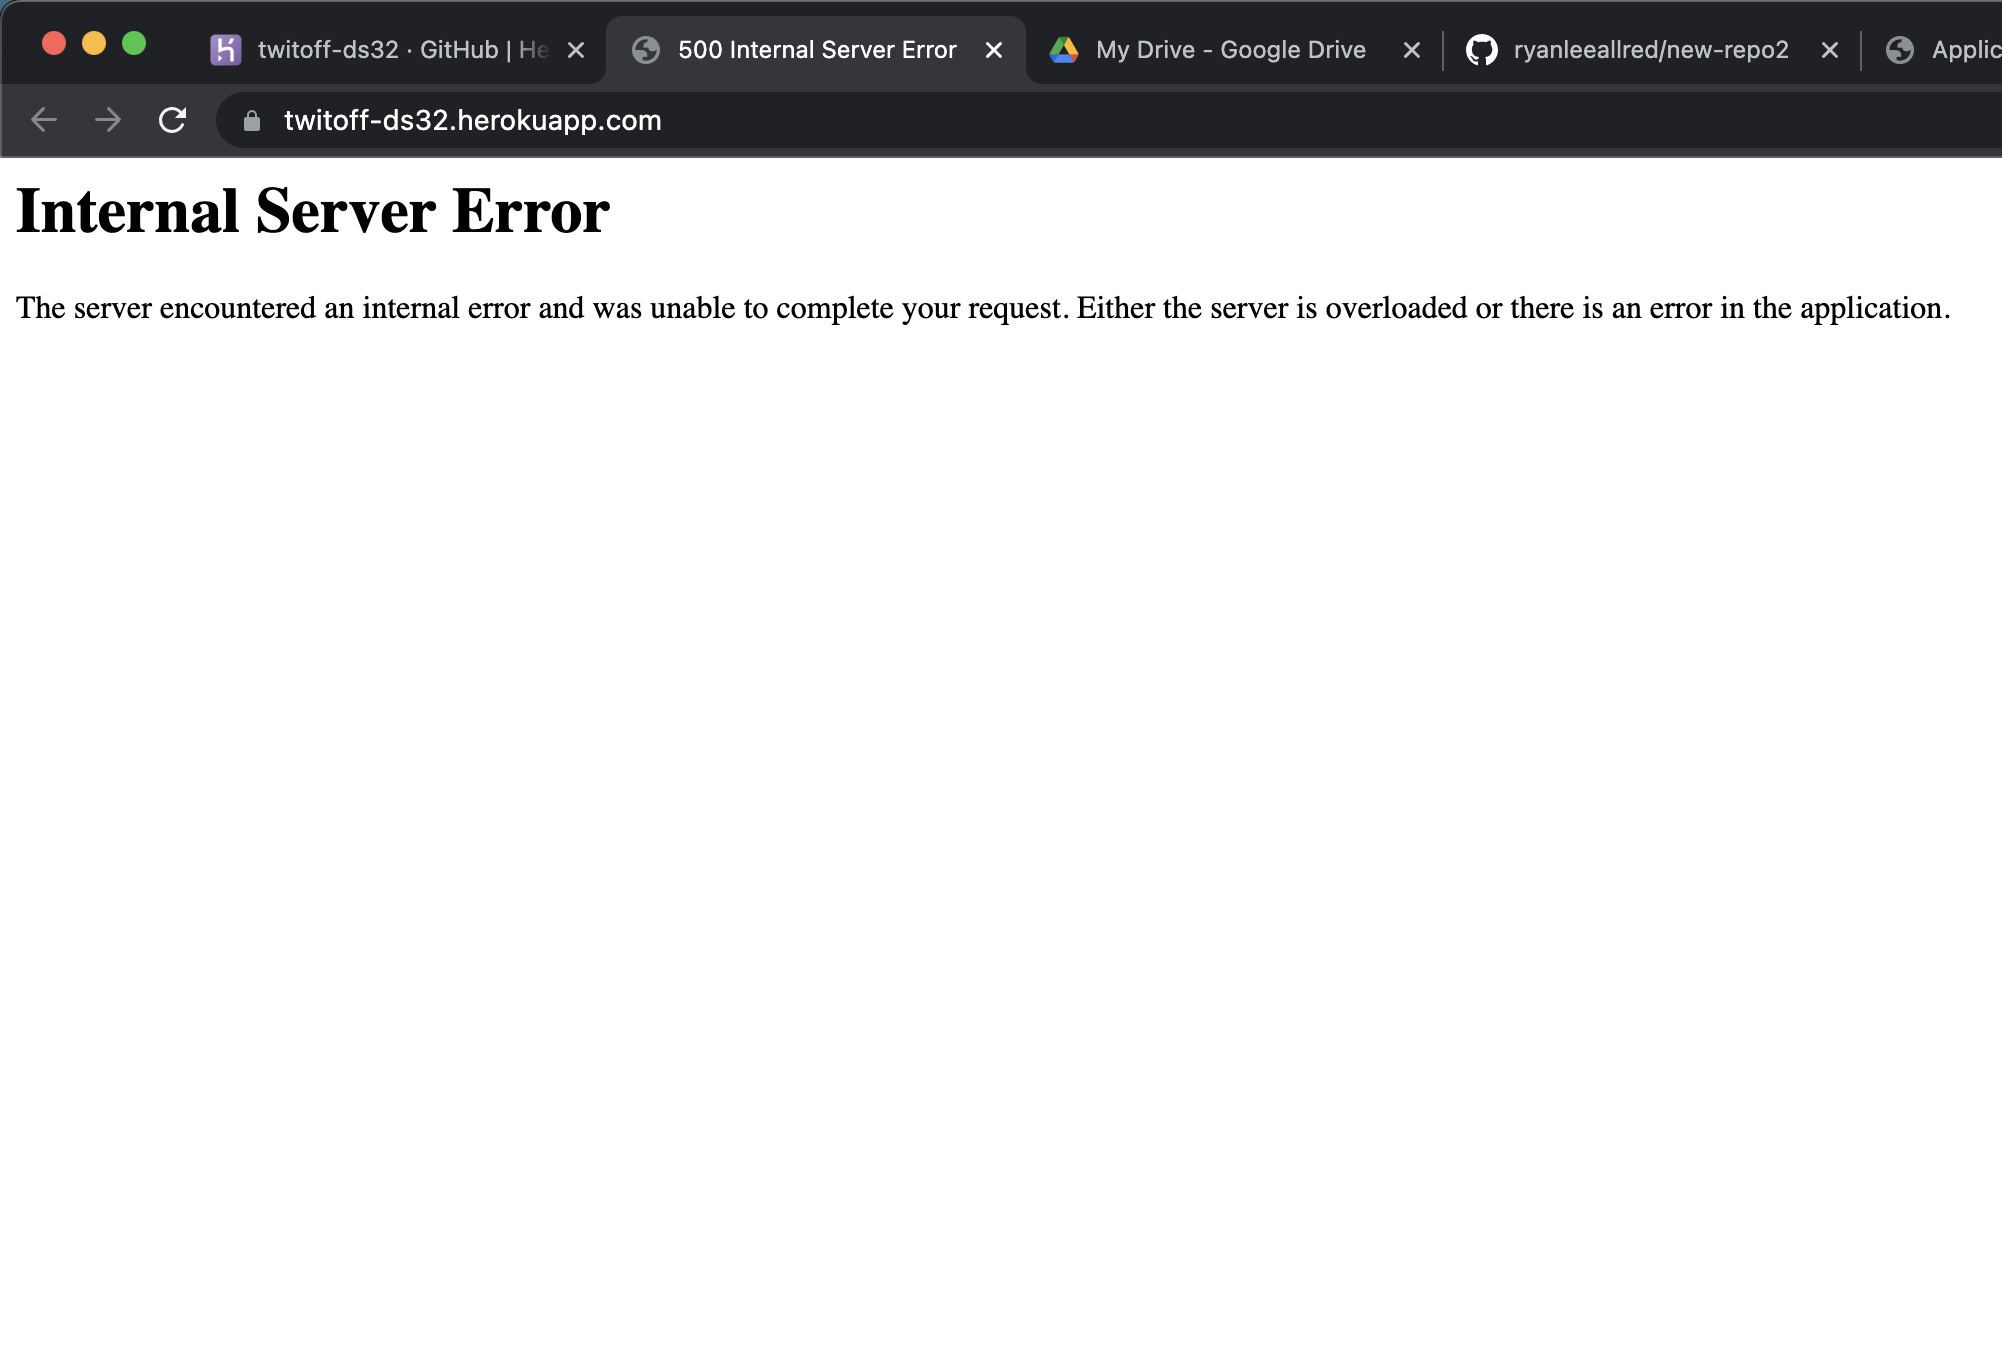 twitoff-ds32 · GitHub | He
500 Internal Server Error
My Drive - Google Drive
ryanleeallred/new-repo2
Applic
twitoff-ds32.herokuapp.com
Internal Server Error
The server encountered an internal error and was unable to complete your request. Either the server is overloaded or there is an error in the application.